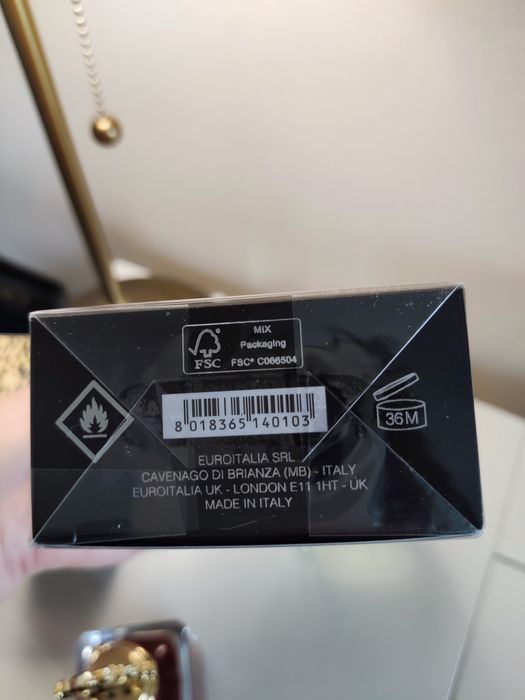 MIX
Packaging
FSC® C066504
FSC
8 018365 140103
36M
EUROITALIA SRL
CAVENAGO DI BRIANZA (MB) - ITALY
EUROITALIA UK - LONDON E11 1HT - UK
MADE IN ITALY